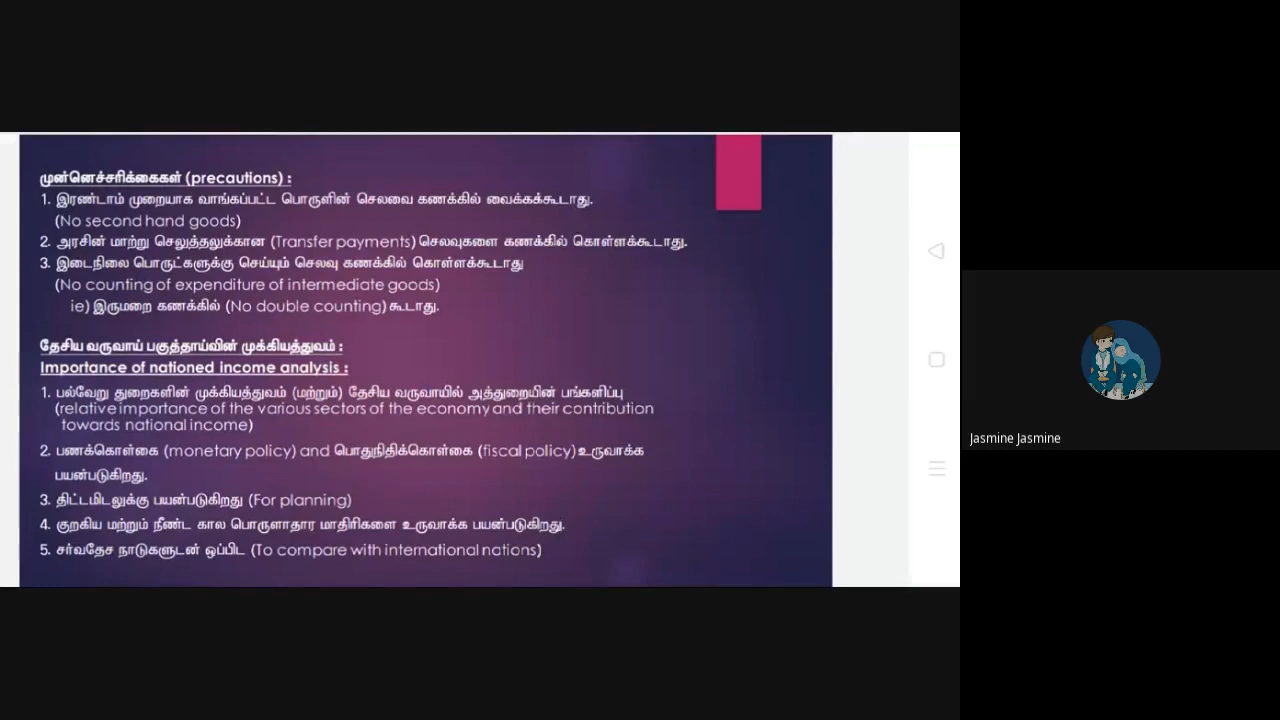 முன்னெச்சரிக்கைகள் (precautions) :
1. இரண்டாம் முறையாக வாங்கப்பட்ட பொருளின் செலவை கணக்கில் வைக்கக்கூடாது.
(No second hand goods)
2. அரசின் மாற்று செலுத்தலுக்கான (Transfer payments) செலவுகளை கணக்கில் கொள்ளக்கூடாது.
3. இடைநிலை பொருட்களுக்கு செய்யும் செலவு கணக்கில் கொள்ளக்கூடாது
(No counting of expenditure of intermediate goods)
ie) இருமறை கணக்கில் (No double counting) கூடாது.
தேசிய வருவாய் பகுத்தாய்வின் முக்கியத்துவம் :
Importance of nationed income analysis :
1. பல்வேறு துறைகளின் முக்கியத்துவம் (மற்றும்) தேசிய வருவாயில் அத்துறையின் பங்களிப்பு
(relative importance of the various sectors of the economy and their contribution
towards national income)
2. பணக்கொள்கை (monetary policy) and பொதுநிதிக்கொள்கை (fiscal policy) உருவாக்க
பயன்படுகிறது.
3. திட்டமிடலுக்கு பயன்படுகிறது (For planning)
4. குறகிய மற்றும் நீண்ட கால பொருளாதார மாதிரிகளை உருவாக்க பயன்படுகிறது.
5. சர்வதேச நாடுகளுடன் ஒப்பிட (To compare with international nations)
Jasmine Jasmine